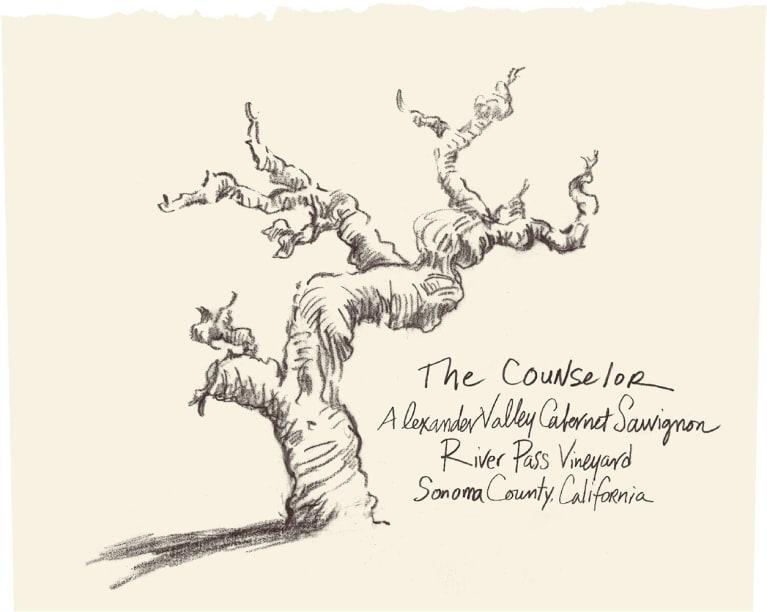 The Counselor
Alexander Valley Cabernet Sauvignon
River Pass Vineyard
Sonoma County, California